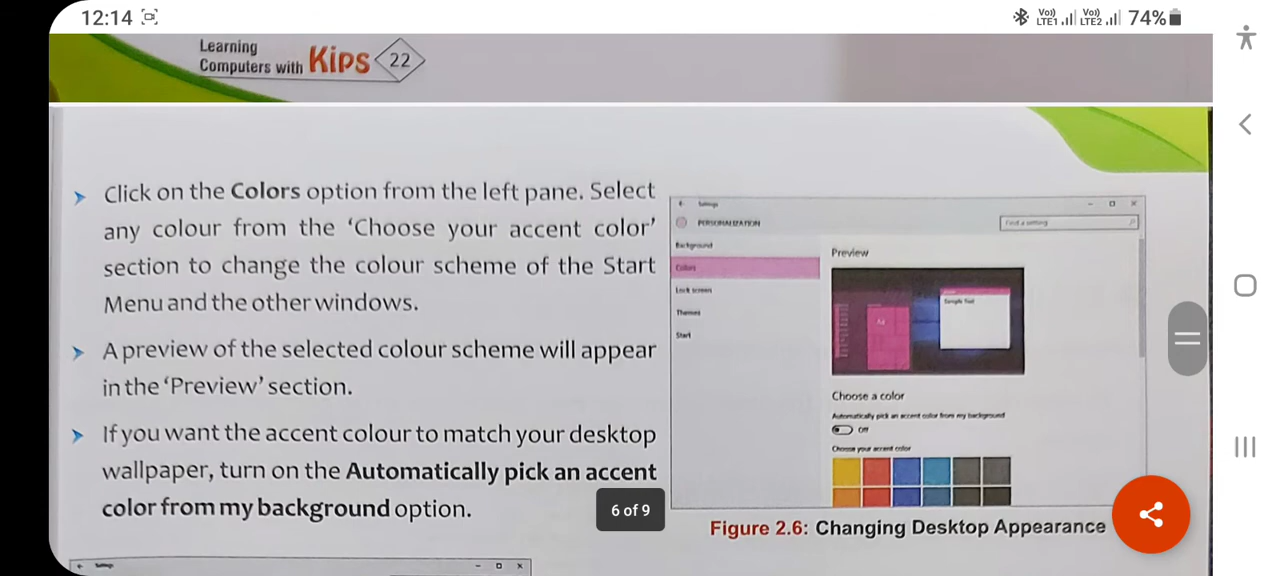 12:14
Vo)) LTE1 Vo)) LTE2 74%
Learning
Computers with Kips 22
Click on the Colors option from the left pane. Select
any colour from the ‘Choose your accent color’
section to change the colour scheme of the Start
Menu and the other windows.
A preview of the selected colour scheme will appear
in the ‘Preview’ section.
If you want the accent colour to match your desktop
wallpaper, turn on the Automatically pick an accent
color from my background option.
Settings
PERSONALIZATION
Find a setting
Background
Colors
Lock screen
Themes
Start
Preview
Sample Text
Aa
Choose a color
Automatically pick an accent color from my background
Off
Choose your accent color
Figure 2.6: Changing Desktop Appearance
6 of 9
Settings